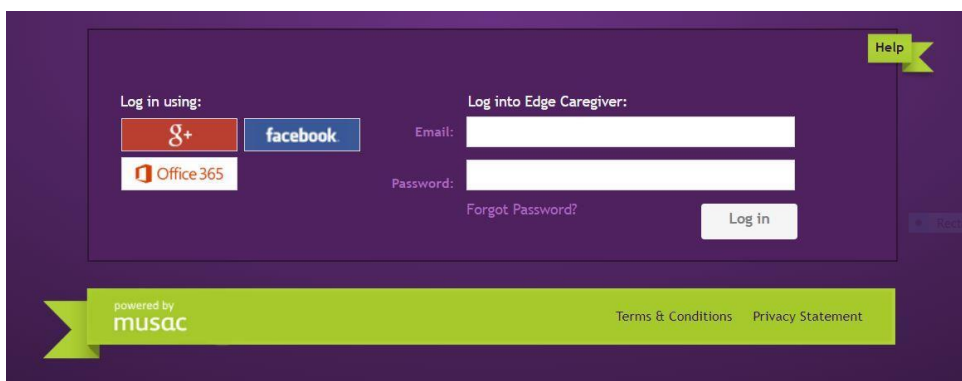 Help
Log in using:
g+
facebook
Office 365
Log into Edge Caregiver:
Email:
Password:
Forgot Password?
Log in
powered by
musac
Terms & Conditions Privacy Statement